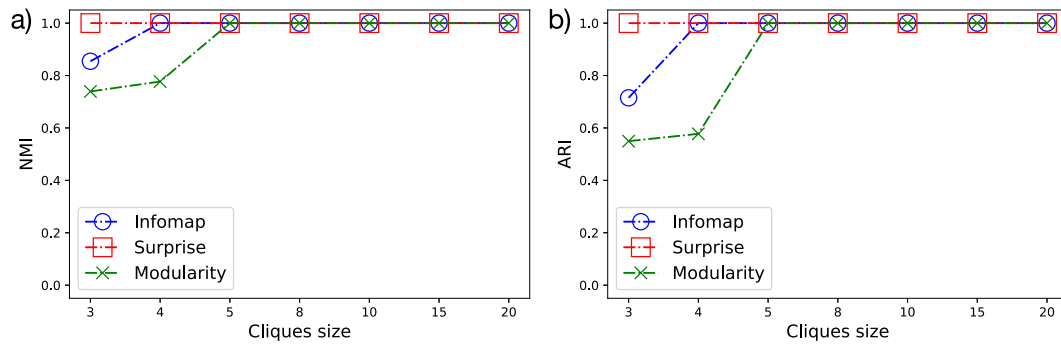 a)
1.0
0.8
0.6
0.4
0.2
0.0
NMI
Infomap
Surprise
Modularity
3 4 5 8 10 15 20
Cliques size
b)
1.0
0.8
0.6
0.4
0.2
0.0
ARI
Infomap
Surprise
Modularity
3 4 5 8 10 15 20
Cliques size